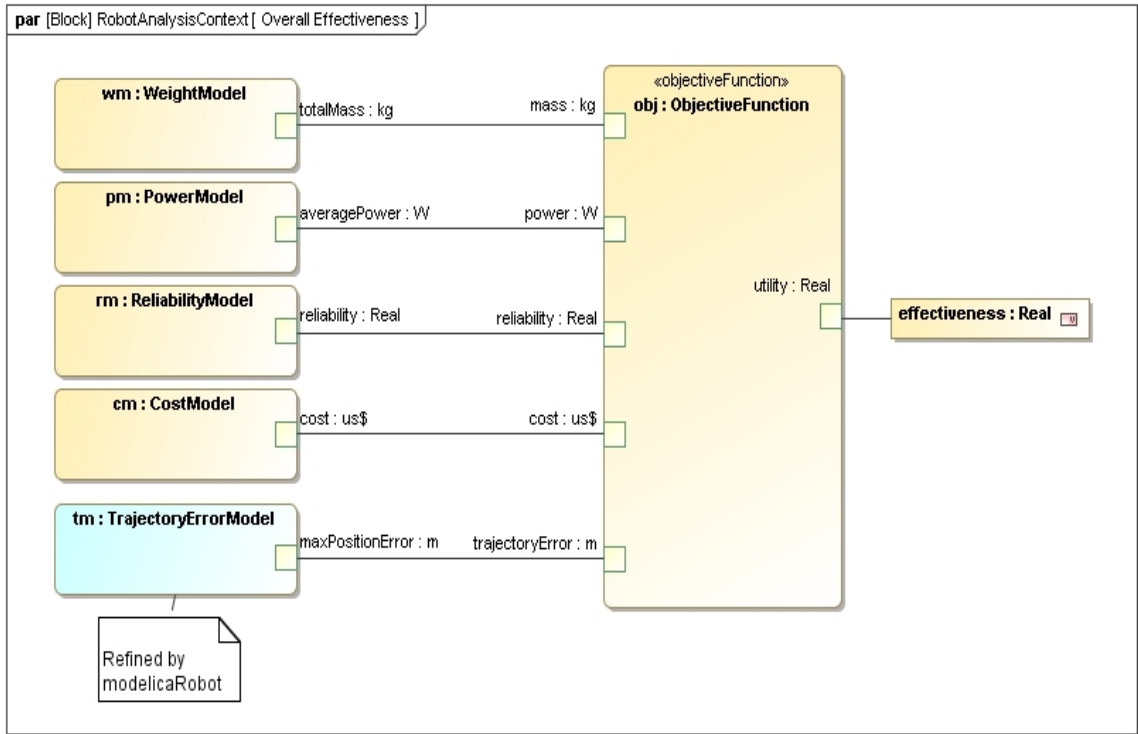 par [Block] RobotAnalysisContext [ Overall Effectiveness ]
wm : WeightModel
totalMass : kg
mass : kg
«objectiveFunction»
obj : ObjectiveFunction
pm : PowerModel
averagePower : W
power : W
rm : ReliabilityModel
reliability : Real
reliability : Real
utility : Real
effectiveness : Real
cm : CostModel
cost : us$
cost : us$
tm : TrajectoryErrorModel
maxPositionError : m
trajectoryError : m
Refined by
modelicaRobot